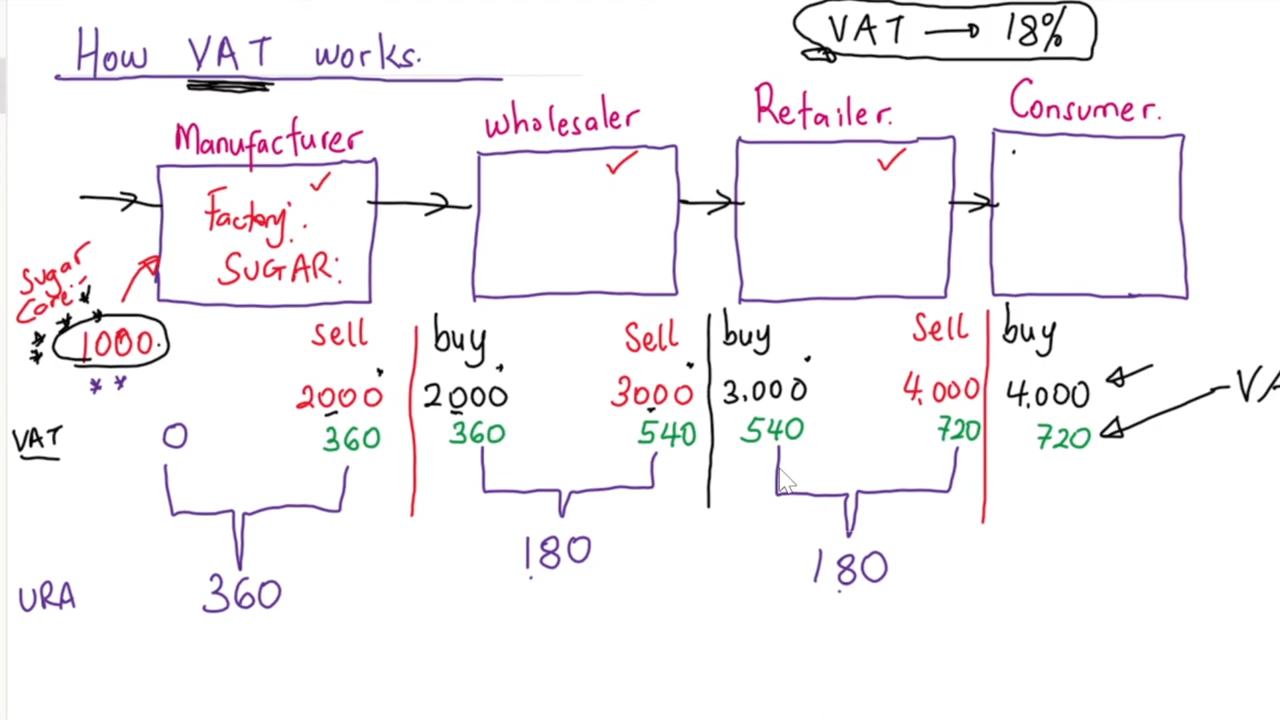 How VAT works.
VAT → 18%
Manufacturer
Wholesaler
Retailer.
Consumer.
Factory:
SUGAR:
Sugar
Cane:-
1000
sell
buy
Sell
buy
Sell
buy
2000
2000
3000
3.000
4.000
4.000
VAT
0
360
360
540
540
720
720
180
180
URA
360